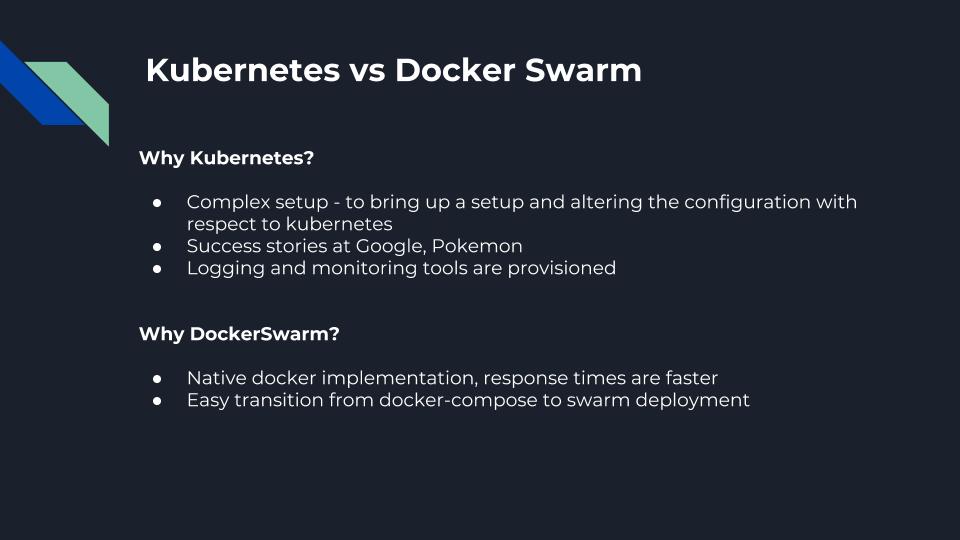 Kubernetes vs Docker Swarm
Why Kubernetes?
● Complex setup - to bring up a setup and altering the configuration with
respect to kubernetes
● Success stories at Google, Pokemon
● Logging and monitoring tools are provisioned
Why DockerSwarm?
● Native docker implementation, response times are faster
● Easy transition from docker-compose to swarm deployment